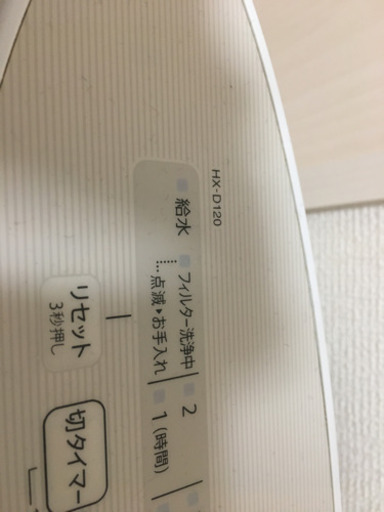 HX-D120
給水
フィルター洗浄中
点滅▸お手入れ
リセット
3秒押し
2
1(時間)
切タイマー